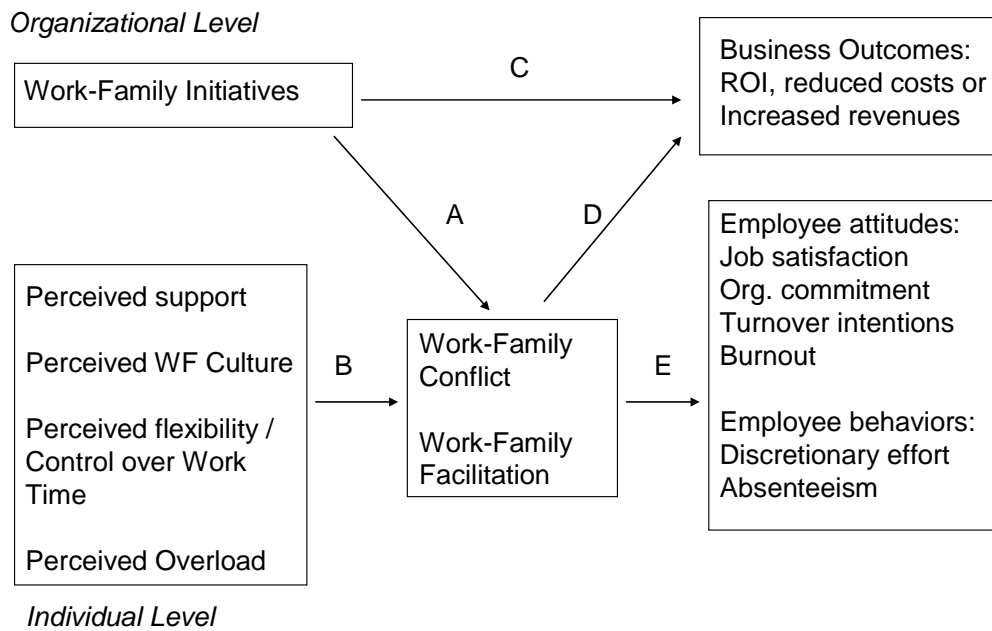 Organizational Level
Work-Family Initiatives
C
Business Outcomes:
ROI, reduced costs or
Increased revenues
A
D
Perceived support
Perceived WF Culture
Perceived flexibility /
Control over Work
Time
Perceived Overload
B
Work-Family
Conflict
Work-Family
Facilitation
E
Employee attitudes:
Job satisfaction
Org. commitment
Turnover intentions
Burnout
Employee behaviors:
Discretionary effort
Absenteeism
Individual Level